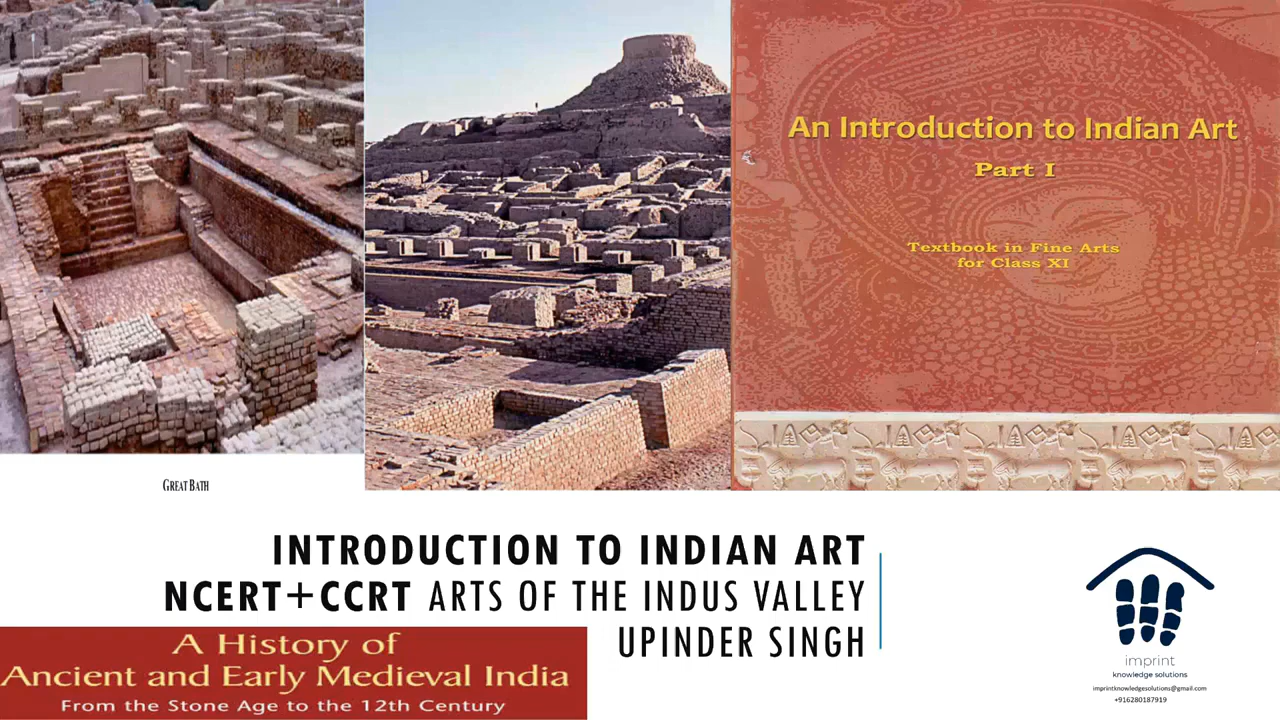 An Introduction to Indian Art
Part I
Textbook in Fine Arts
for Class XI
GREAT BATH
INTRODUCTION TO INDIAN ART
NCERT+CCRT ARTS OF THE INDUS VALLEY
UPINDER SINGH
A History of
Ancient and Early Medieval India
From the Stone Age to the 12th Century
imprint
knowledge solutions
imprintknowledgesolutions@gmail.com
+916280187919